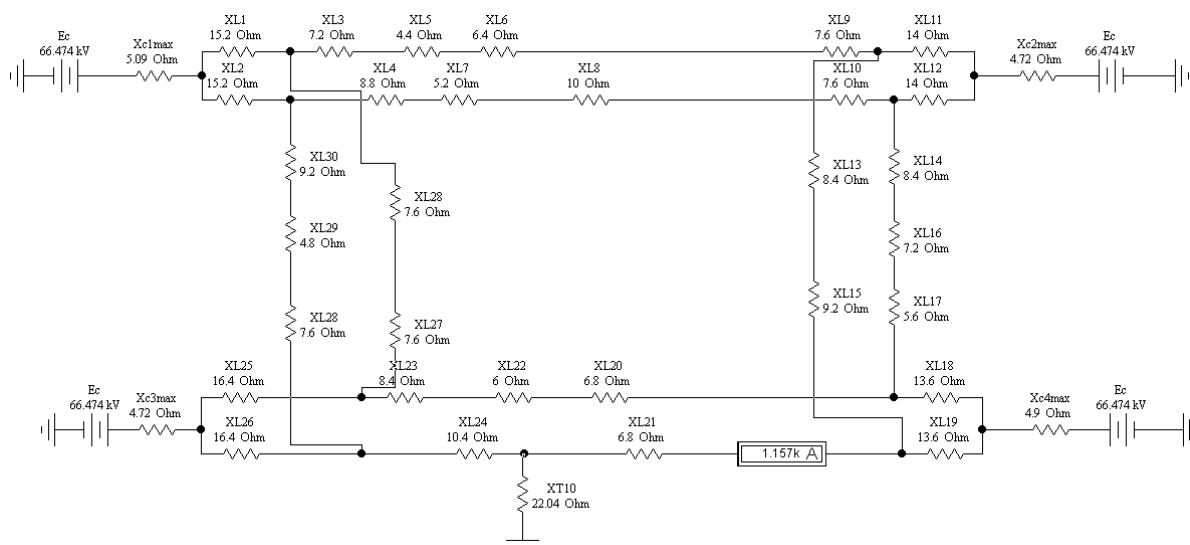 XL1
15.2 Ohm
XL3
7.2 Ohm
XL5
4.4 Ohm
XL6
6.4 Ohm
XL9
7.6 Ohm
XL11
14 Ohm
Ec
66.474 kV
Xc1max
5.09 Ohm
Xc2max
4.72 Ohm
Ec
66.474 kV
XL2
15.2 Ohm
XL4
8.8 Ohm
XL7
5.2 Ohm
XL8
10 Ohm
XL10
7.6 Ohm
XL12
14 Ohm
XL30
9.2 Ohm
XL28
7.6 Ohm
XL13
8.4 Ohm
XL14
8.4 Ohm
XL29
4.8 Ohm
XL16
7.2 Ohm
XL28
7.6 Ohm
XL27
7.6 Ohm
XL15
9.2 Ohm
XL17
5.6 Ohm
XL25
16.4 Ohm
XL23
8.4 Ohm
XL22
6 Ohm
XL20
6.8 Ohm
XL18
13.6 Ohm
Ec
66.474 kV
Xc3max
4.72 Ohm
Xc4max
4.9 Ohm
Ec
66.474 kV
XL26
16.4 Ohm
XL24
10.4 Ohm
XL21
6.8 Ohm
1.157k A
XL19
13.6 Ohm
XT10
22.04 Ohm